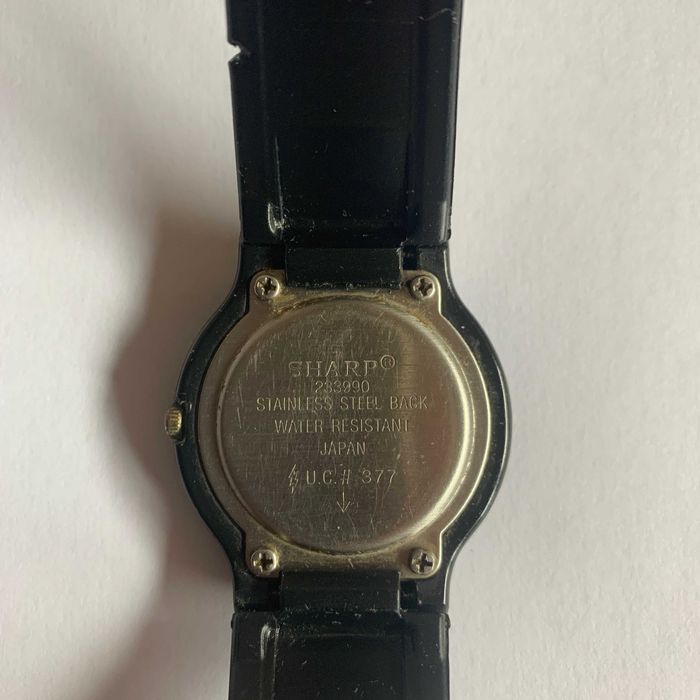 SHARP®
233990
STAINLESS STEEL BACK
WATER RESISTANT
JAPAN
U.C.# 377